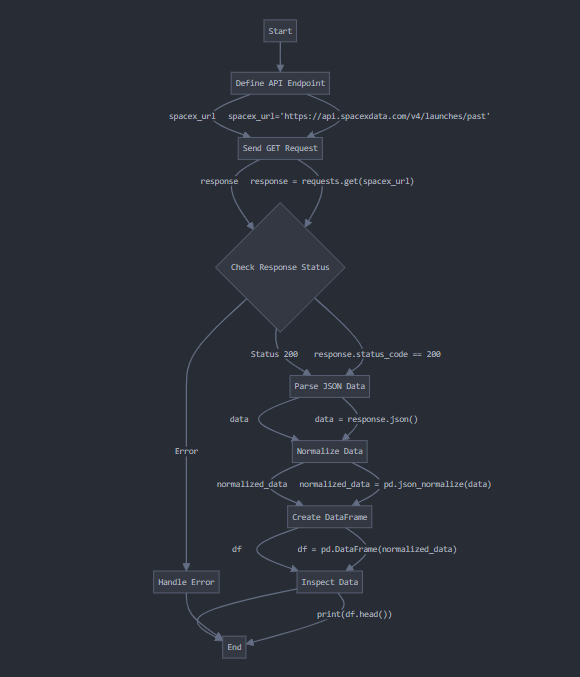 Start
Define API Endpoint
spacex_url
spacex_url='https://api.spacexdata.com/v4/launches/past'
Send GET Request
response
response = requests.get(spacex_url)
Check Response Status
Status 200
response.status_code == 200
Parse JSON Data
data
data = response.json()
Error
Normalize Data
normalized_data
normalized_data = pd.json_normalize(data)
Create DataFrame
df
df = pd.DataFrame(normalized_data)
Handle Error
Inspect Data
print(df.head())
End